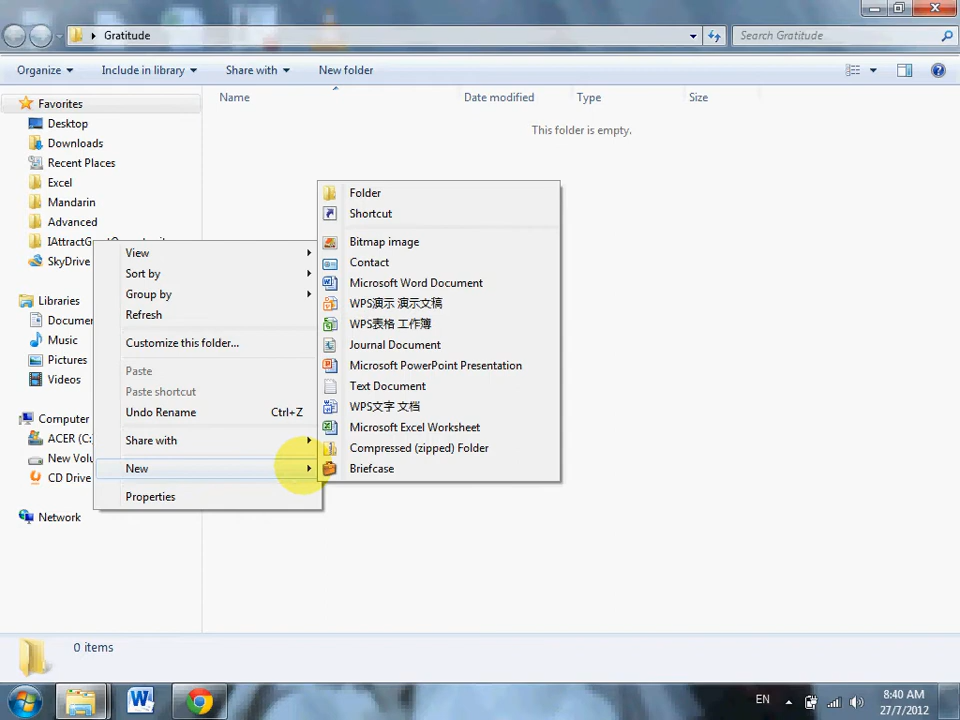 Gratitude
Search Gratitude
Organize
Include in library
Share with
New folder
Name
Date modified
Type
Size
This folder is empty.
Favorites
Desktop
Downloads
Recent Places
Excel
Mandarin
Advanced
SkyDrive
Libraries
Music
Pictures
Videos
Computer
ACER (C:
CD Drive
Network
View
Sort by
Group by
Refresh
Customize this folder...
Paste
Paste shortcut
Undo Rename Ctrl+Z
Share with
New
Properties
Folder
Shortcut
Bitmap image
Contact
Microsoft Word Document
WPS演示 演示文稿
WPS表格 工作簿
Journal Document
Microsoft PowerPoint Presentation
Text Document
WPS文字 文档
Microsoft Excel Worksheet
Compressed (zipped) Folder
Briefcase
0 items
EN
8:40 AM
27/7/2012